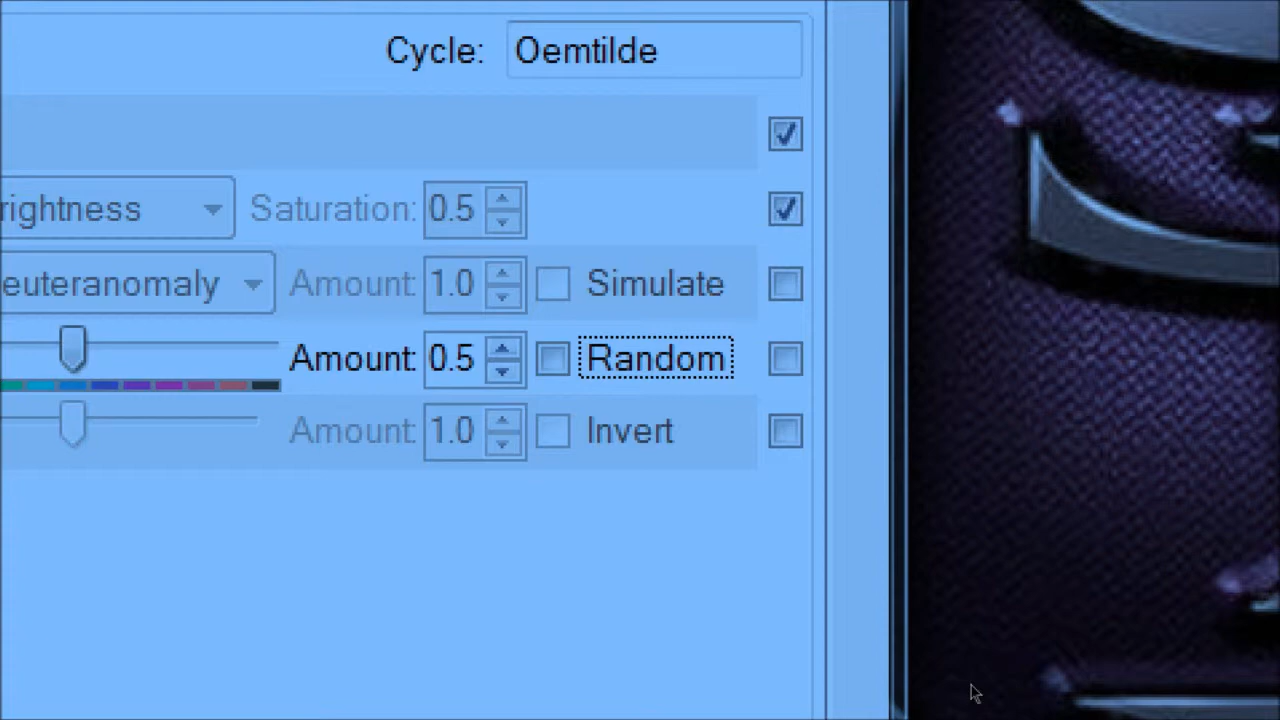 Cycle: Oemtilde
rightness Saturation: 0.5
euteranomaly Amount: 1.0 Simulate
Amount: 0.5 Random
Amount: 1.0 Invert